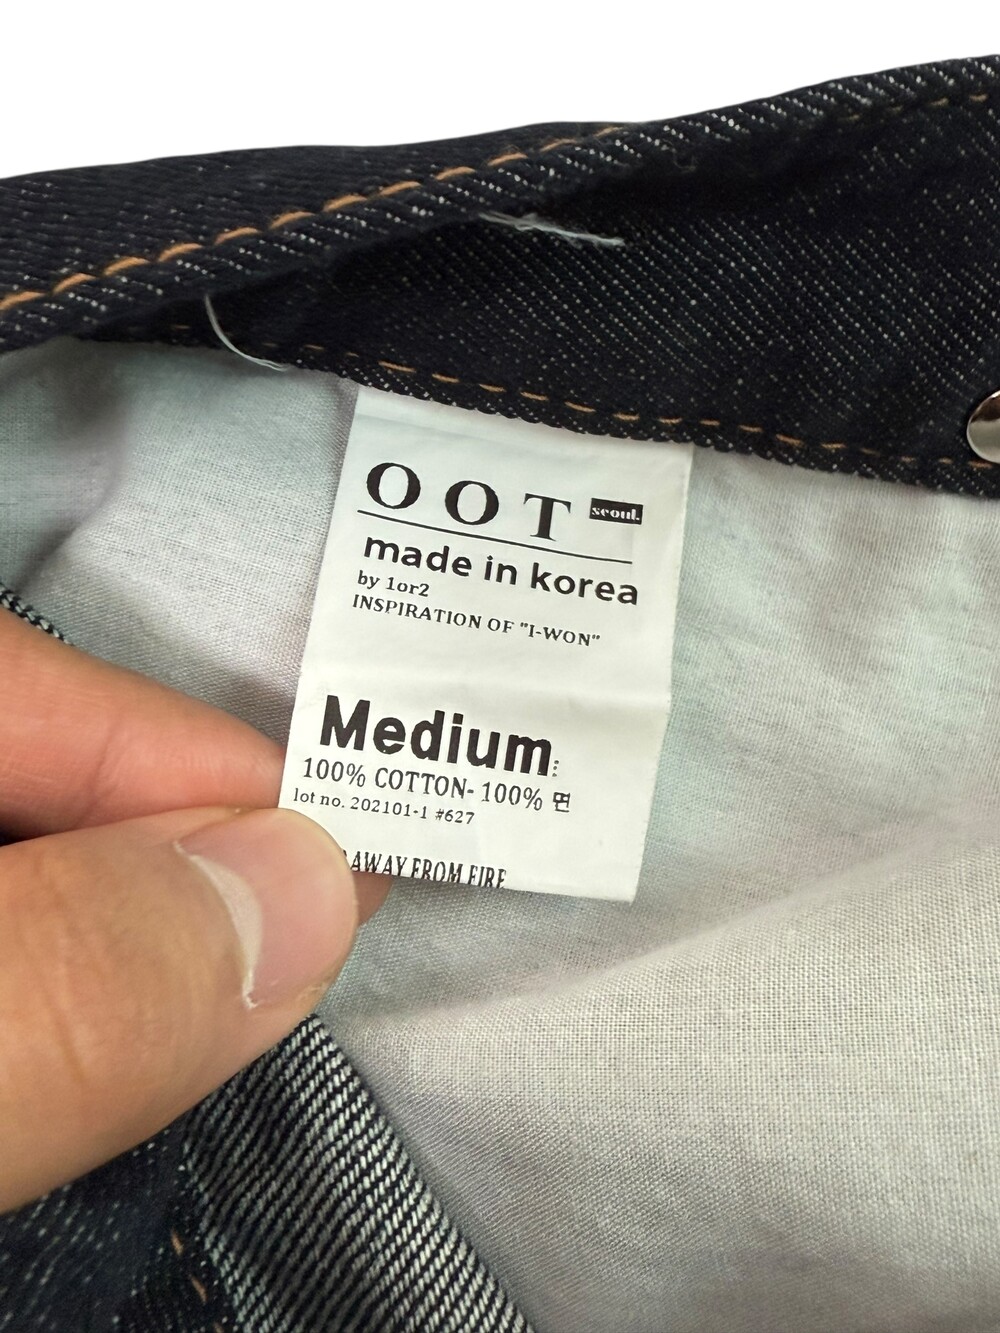 OOT seoul.
made in korea
by 1or2
INSPIRATION OF "I-WON"
Medium:
100% COTTON- 100% 면
lot no. 202101-1 #627
AWAY FROM FIRE